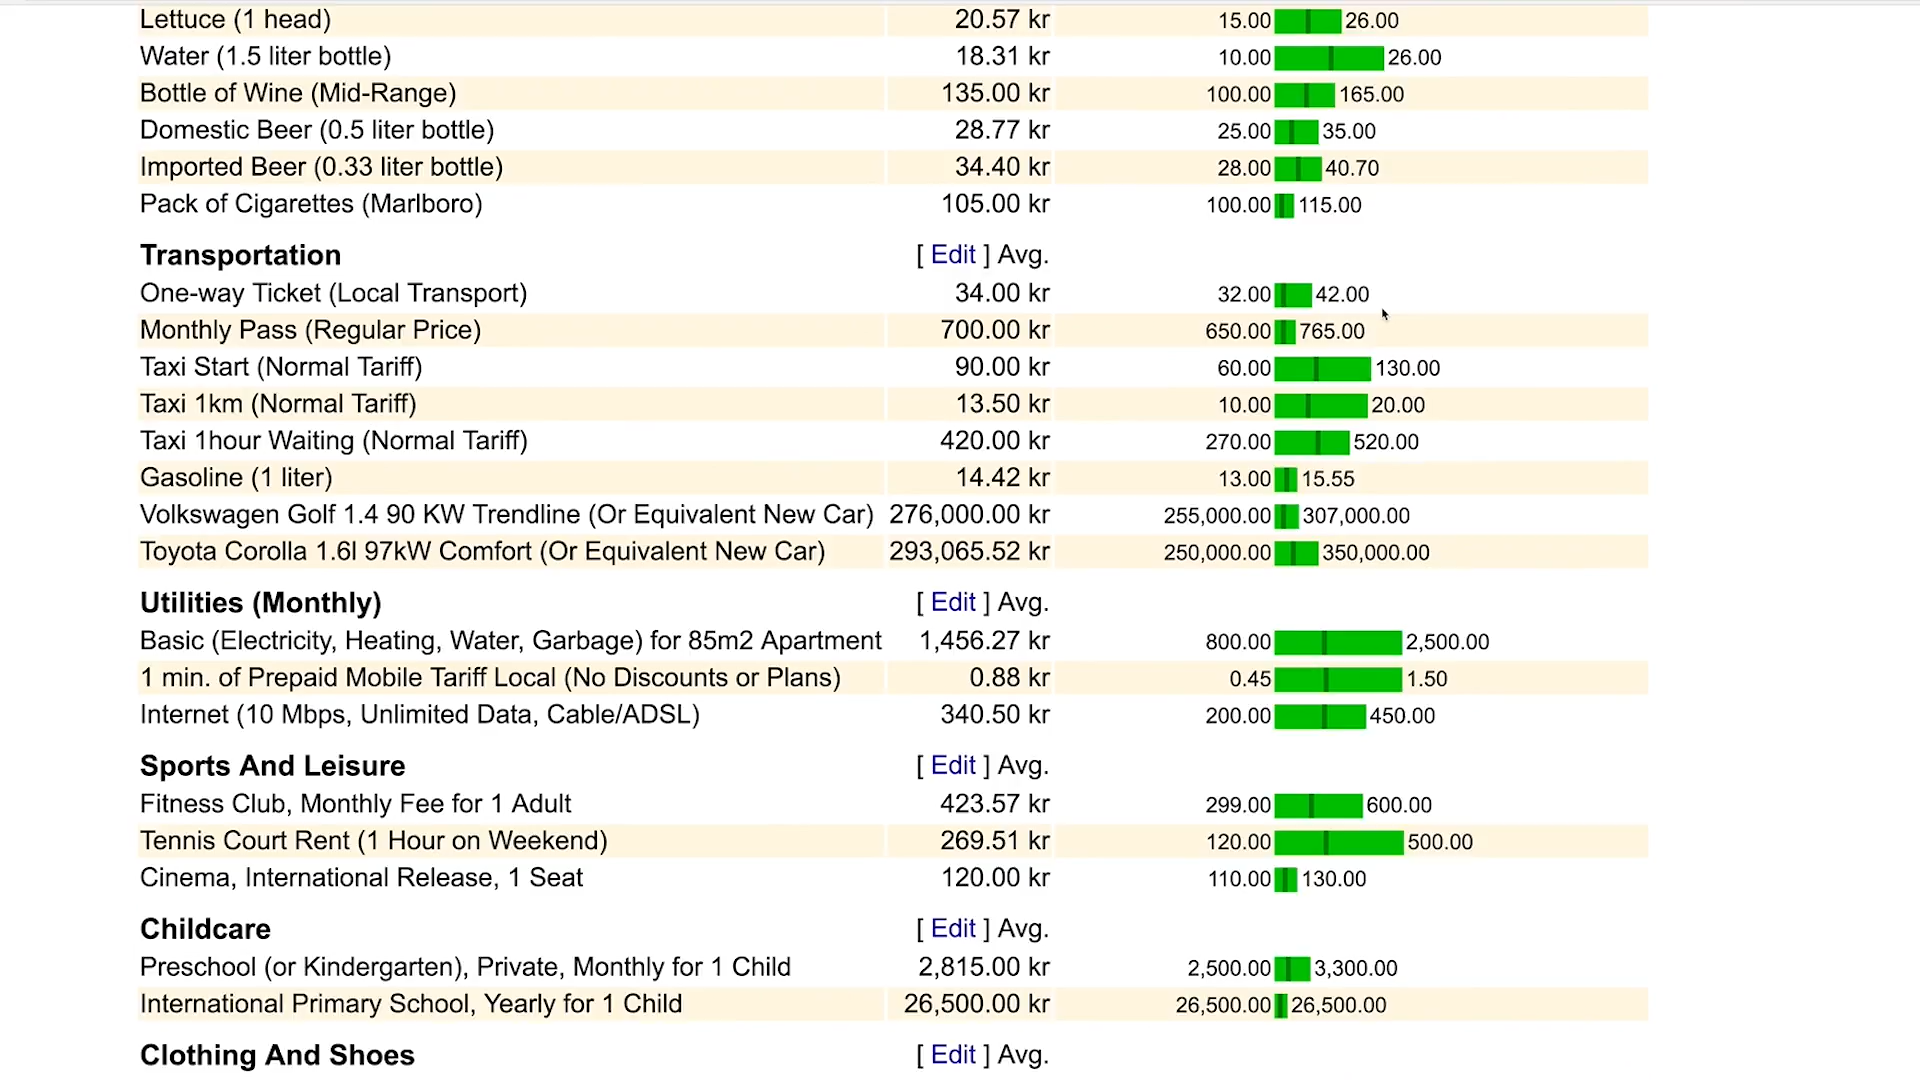 Lettuce (1 head) 20.57 kr 15.00 26.00
Water (1.5 liter bottle) 18.31 kr 10.00 26.00
Bottle of Wine (Mid-Range) 135.00 kr 100.00 165.00
Domestic Beer (0.5 liter bottle) 28.77 kr 25.00 35.00
Imported Beer (0.33 liter bottle) 34.40 kr 28.00 40.70
Pack of Cigarettes (Marlboro) 105.00 kr 100.00 115.00
Transportation [ Edit ] Avg.
One-way Ticket (Local Transport) 34.00 kr 32.00 42.00
Monthly Pass (Regular Price) 700.00 kr 650.00 765.00
Taxi Start (Normal Tariff) 90.00 kr 60.00 130.00
Taxi 1km (Normal Tariff) 13.50 kr 10.00 20.00
Taxi 1hour Waiting (Normal Tariff) 420.00 kr 270.00 520.00
Gasoline (1 liter) 14.42 kr 13.00 15.55
Volkswagen Golf 1.4 90 KW Trendline (Or Equivalent New Car) 276,000.00 kr 255,000.00 307,000.00
Toyota Corolla 1.6l 97kW Comfort (Or Equivalent New Car) 293,065.52 kr 250,000.00 350,000.00
Utilities (Monthly) [ Edit ] Avg.
Basic (Electricity, Heating, Water, Garbage) for 85m2 Apartment 1,456.27 kr 800.00 2,500.00
1 min. of Prepaid Mobile Tariff Local (No Discounts or Plans) 0.88 kr 0.45 1.50
Internet (10 Mbps, Unlimited Data, Cable/ADSL) 340.50 kr 200.00 450.00
Sports And Leisure [ Edit ] Avg.
Fitness Club, Monthly Fee for 1 Adult 423.57 kr 299.00 600.00
Tennis Court Rent (1 Hour on Weekend) 269.51 kr 120.00 500.00
Cinema, International Release, 1 Seat 120.00 kr 110.00 130.00
Childcare [ Edit ] Avg.
Preschool (or Kindergarten), Private, Monthly for 1 Child 2,815.00 kr 2,500.00 3,300.00
International Primary School, Yearly for 1 Child 26,500.00 kr 26,500.00 26,500.00
Clothing And Shoes [ Edit ] Avg.